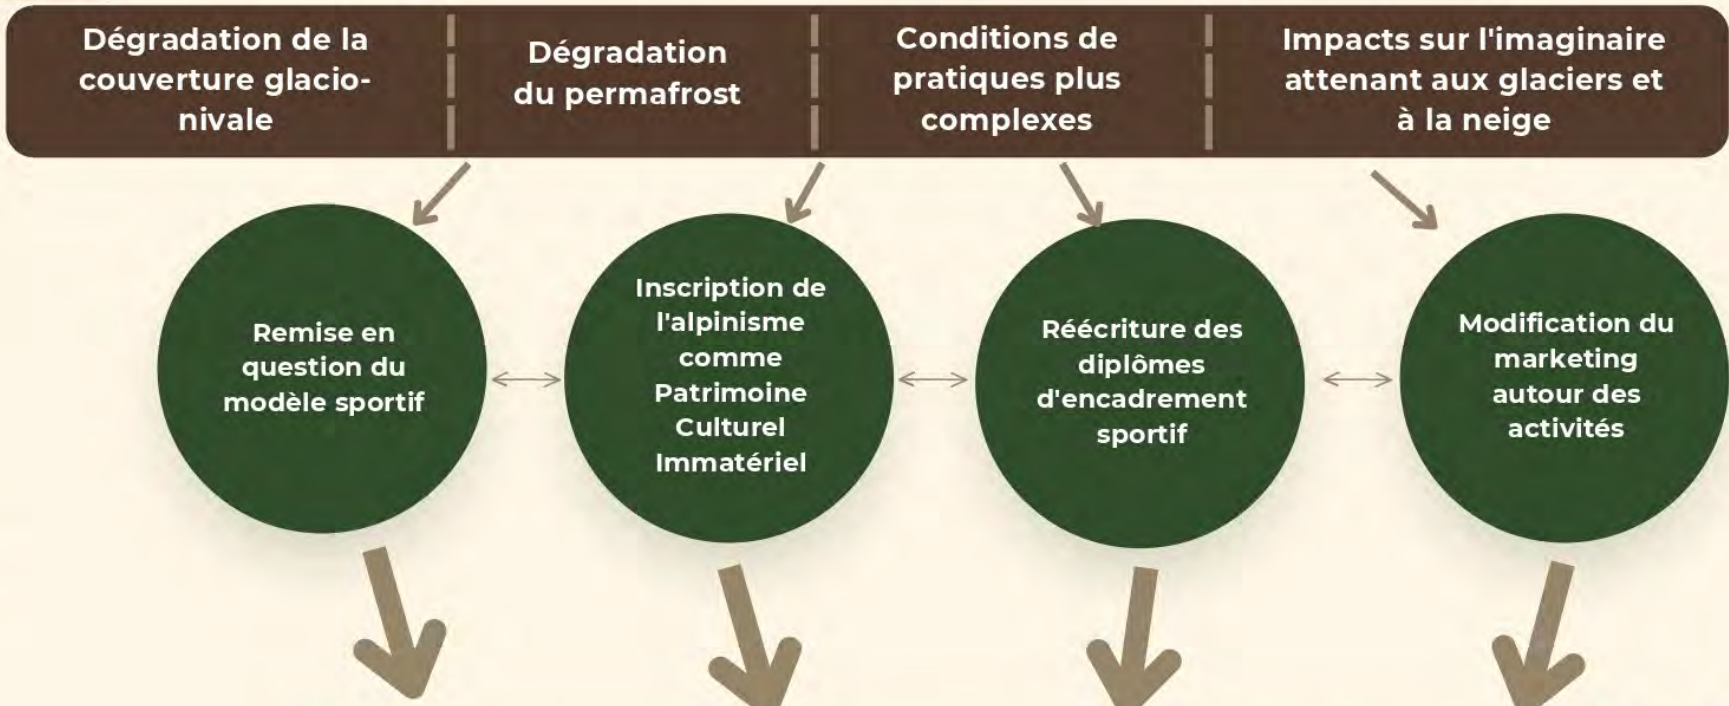 Dégradation de la
couverture glacio-
nivale
Dégradation
du permafrost
Conditions de
pratiques plus
complexes
Impacts sur l'imaginaire
attenant aux glaciers et
à la neige
Remise en
question du
modèle sportif
Inscription de
l'alpinisme
comme
Patrimoine
Culturel
Immatériel
Réécriture des
diplômes
d'encadrement
sportif
Modification du
marketing
autour des
activités